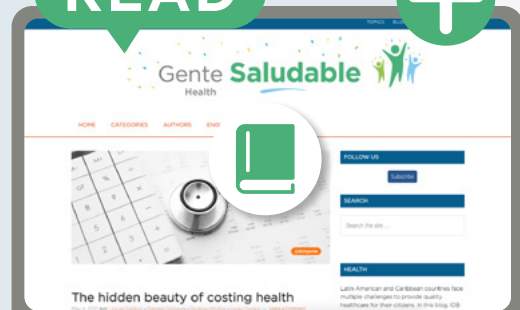 READ
TOPICS
Gente Saludable
Health
HOME CATEGORIES AUTHORS
FOLLOW US
Subscribe
SEARCH
Search the site ...
HEALTH
Latin American and Caribbean countries face
multiple challenges to provide quality
healthcare for their citizens. In this blog, IDB
The hidden beauty of costing health